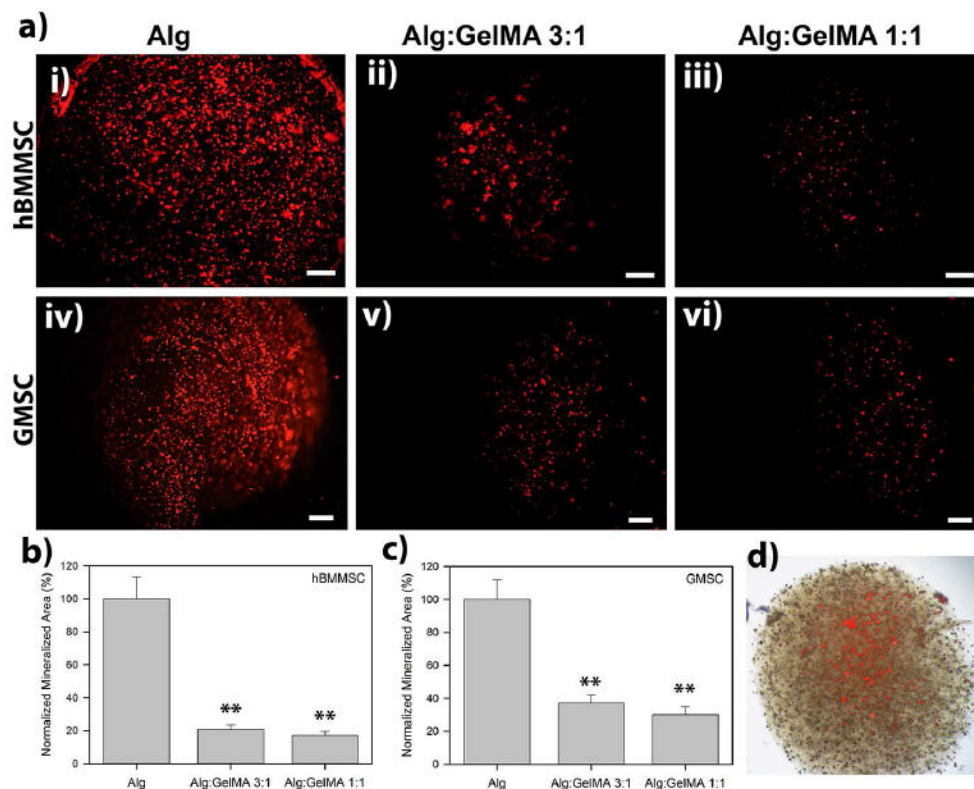 a)
Alg
Alg:GelMA 3:1
Alg:GelMA 1:1
hBMMSC
i)
ii)
iii)
GMSC
iv)
v)
vi)
b)
Normalized Mineralized Area (%)
120
100
80
60
40
20
0
hBMMSC
**
**
Alg
Alg:GelMA 3:1
Alg:GelMA 1:1
c)
Normalized Mineralized Area (%)
120
100
80
60
40
20
0
GMSC
**
**
Alg
Alg:GelMA 3:1
Alg:GelMA 1:1
d)